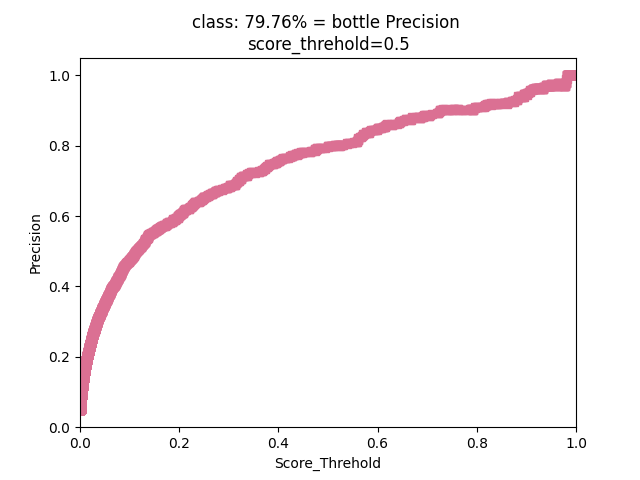 class: 79.76% = bottle Precision
score_threhold=0.5
1.0
0.8
0.6
0.4
0.2
0.0
Precision
0.0 0.2 0.4 0.6 0.8 1.0
Score_Threhold